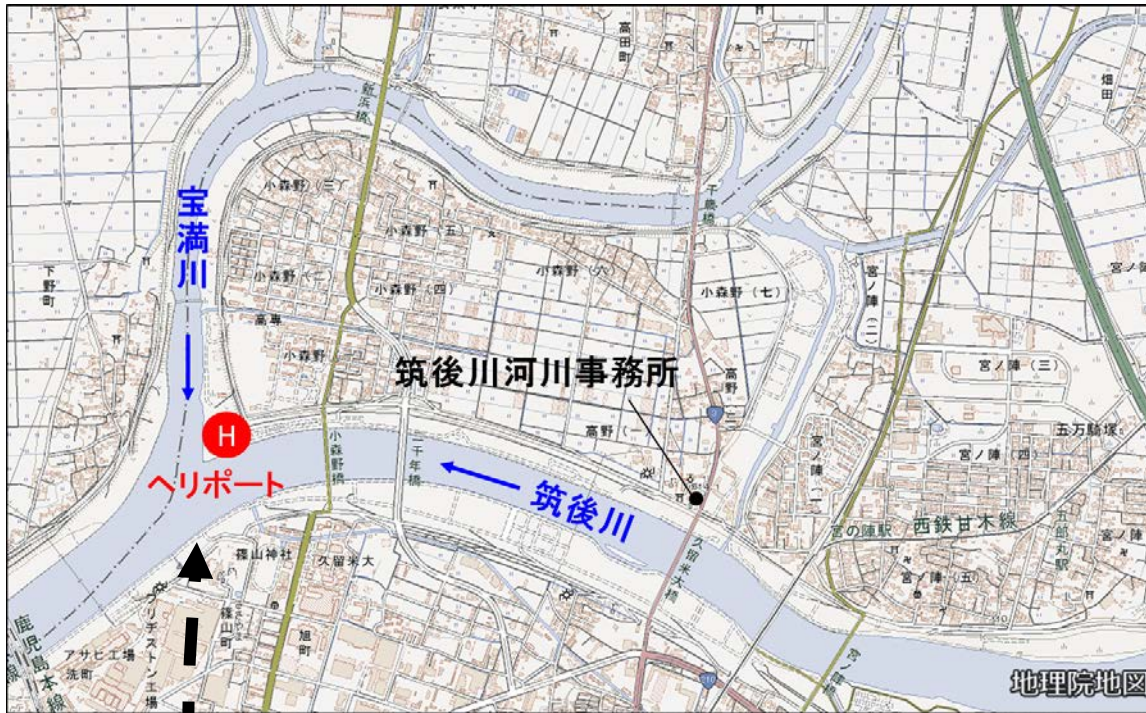 高田町
畑田
新浜橋
千歳橋
宝満川
小森野(三)
小森野(五)
小森野(二)
小森野(四)
小森野(六)
小森野(七)
下野町
高専
宮ノ陣(二)
宮ノ陣(三)
筑後川河川事務所
高野(一)
五万騎塚
宮ノ陣(四)
H
ヘリポート
小森野橋
二千年橋
筑後川
宮の陣駅
西鉄甘木線
五郎丸駅
宮ノ陣(五)
久留米大橋
篠山神社
久留米大
篠山町
旭町
鹿児島本線
アサヒ工場
洗町
ブリヂストン工場
210
地理院地図